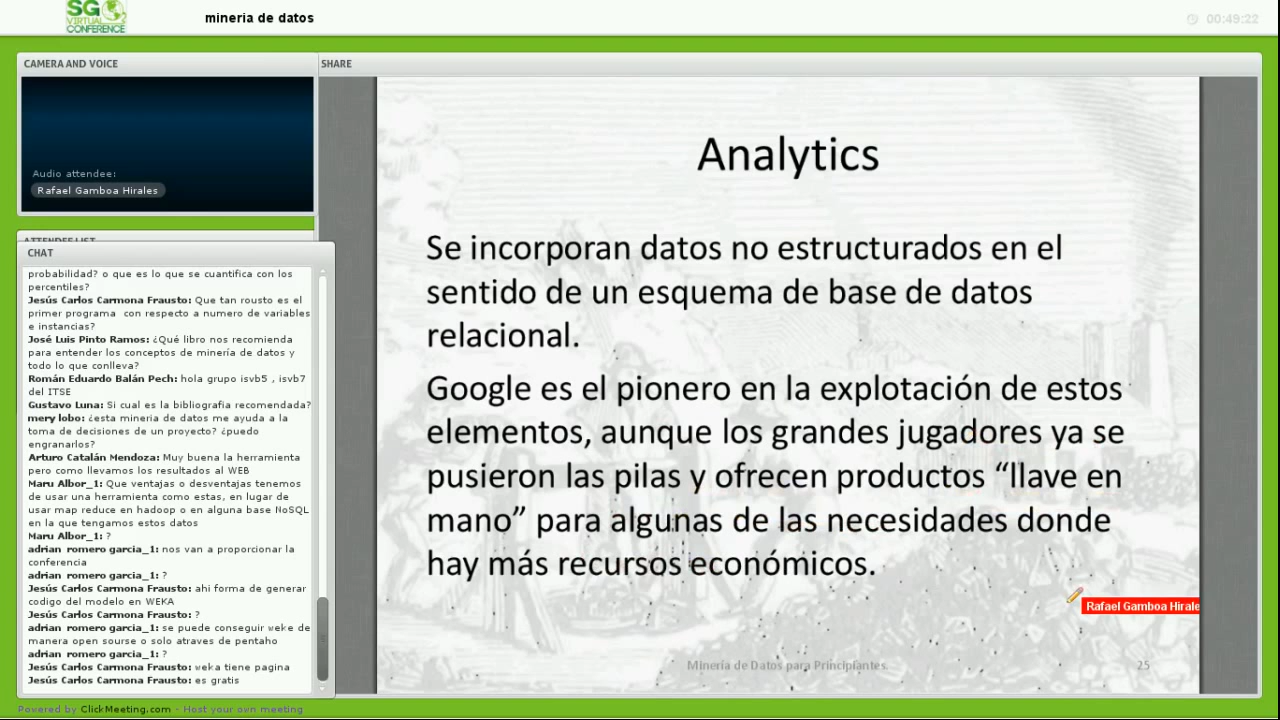 SG
VIRTUAL
CONFERENCE
mineria de datos
00:49:22
CAMERA AND VOICE
Audio attendee:
Rafael Gamboa Hirales
ATTENDEE LIST
CHAT
probabilidad? o que es lo que se cuantifica con los
percentiles?
Jesús Carlos Carmona Frausto: Que tan rousto es el
primer programa con respecto a numero de variables
e instancias?
José Luis Pinto Ramos: ¿Qué libro nos recomienda
para entender los conceptos de minería de datos y
todo lo que conlleva?
Román Eduardo Balán Pech: hola grupo isvb5 , isvb7
del ITSE
Gustavo Luna: Si cual es la bibliografia recomendada?
mery lobo: ¿esta mineria de datos me ayuda a la
toma de decisiones de un proyecto? ¿puedo
engranarlos?
Arturo Catalán Mendoza: Muy buena la herramienta
pero como llevamos los resultados al WEB
Maru Albor_1: Que ventajas o desventajas tenemos
de usar una herramienta como estas, en lugar de
usar map reduce en hadoop o en alguna base NoSQL
en la que tengamos estos datos
Maru Albor_1: ?
adrian romero garcia_1: nos van a proporcionar la
conferencia
adrian romero garcia_1: ?
Jesús Carlos Carmona Frausto: ahi forma de generar
codigo del modelo en WEKA
Jesús Carlos Carmona Frausto: ?
adrian romero garcia_1: se puede conseguir weke de
manera open sourse o solo atraves de pentaho
adrian romero garcia_1: ?
Jesús Carlos Carmona Frausto: weka tiene pagina
Jesús Carlos Carmona Frausto: es gratis
SHARE
Analytics
Se incorporan datos no estructurados en el
sentido de un esquema de base de datos
relacional.
Google es el pionero en la explotación de estos
elementos, aunque los grandes jugadores ya se
pusieron las pilas y ofrecen productos “llave en
mano” para algunas de las necesidades donde
hay más recursos económicos.
Rafael Gamboa Hirale
Minería de Datos para Principiantes.
25
Powered by ClickMeeting.com - Host your own meeting